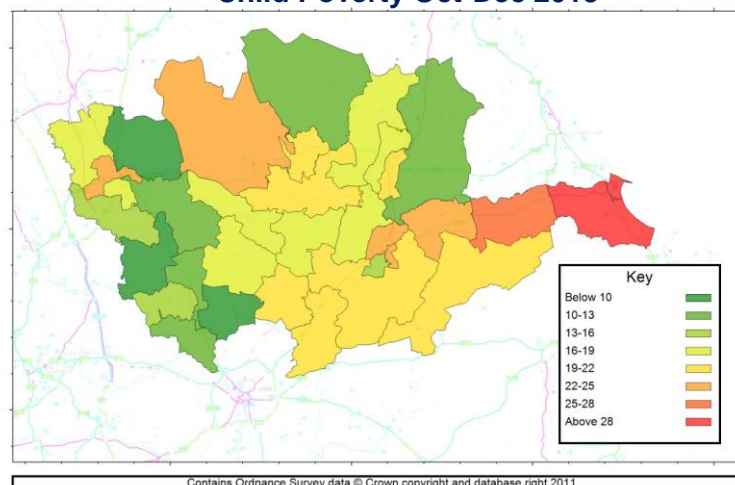 Child Poverty Oct-Dec 2015
Key
Below 10
10-13
13-16
16-19
19-22
22-25
25-28
Above 28
Contains Ordnance Survey data © Crown copyright and database right 2011